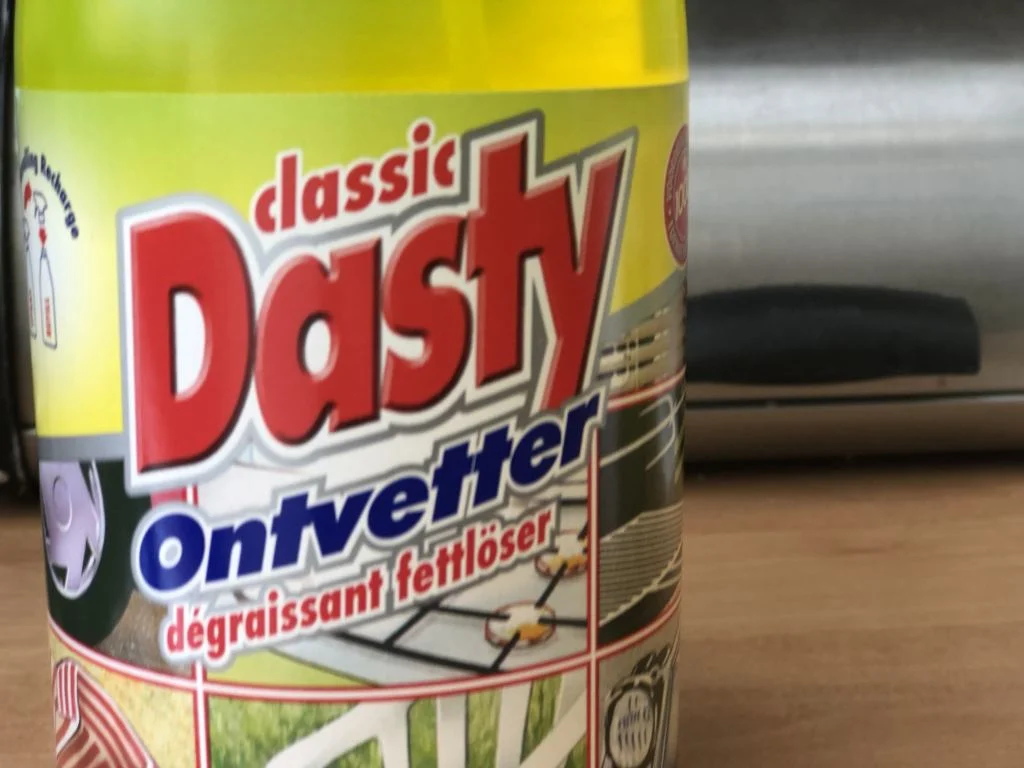 classic
Dasty
Ontvetter
dégraissant fettlöser
Recharge